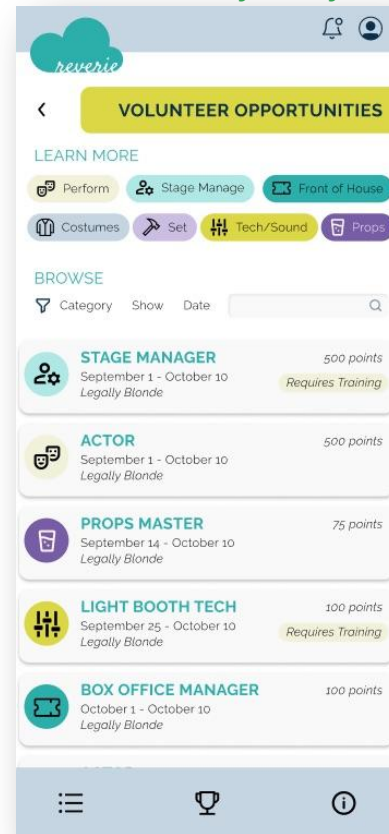 reverie
VOLUNTEER OPPORTUNITIES
LEARN MORE
Perform Stage Manage Front of House
Costumes Set Tech/Sound Props
BROWSE
Category Show Date
STAGE MANAGER 500 points
September 1 - October 10 Requires Training
Legally Blonde
ACTOR 500 points
September 1 - October 10
Legally Blonde
PROPS MASTER 75 points
September 14 - October 10
Legally Blonde
LIGHT BOOTH TECH 100 points
September 25 - October 10 Requires Training
Legally Blonde
BOX OFFICE MANAGER 100 points
October 1 - October 10
Legally Blonde